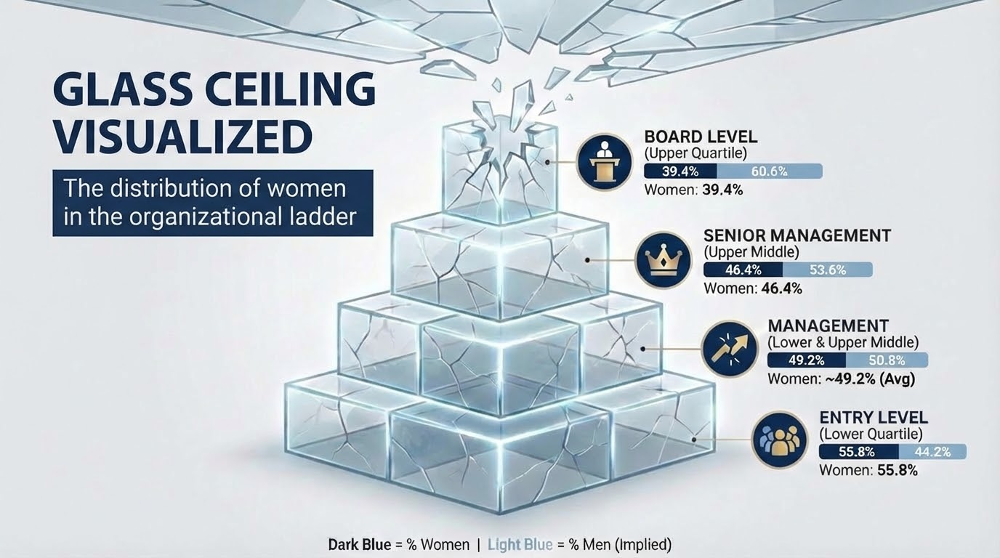 GLASS CEILING
VISUALIZED
The distribution of women
in the organizational ladder
BOARD LEVEL
(Upper Quartile)
39.4% 60.6%
Women: 39.4%
SENIOR MANAGEMENT
(Upper Middle)
46.4% 53.6%
Women: 46.4%
MANAGEMENT
(Lower & Upper Middle)
49.2% 50.8%
Women: ~49.2% (Avg)
ENTRY LEVEL
(Lower Quartile)
55.8% 44.2%
Women: 55.8%
Dark Blue = % Women | Light Blue = % Men (Implied)